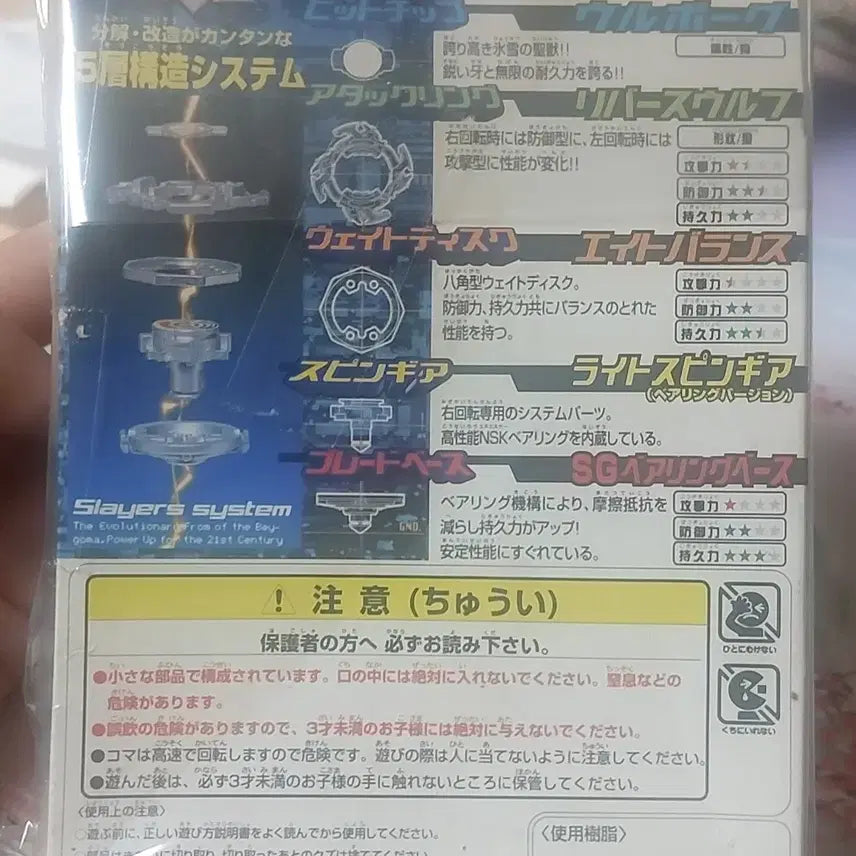 ビットチップ
ウルボーグ
分解・改造がカンタンな
5層構造システム
誇り高き氷雪の聖獣!!
鋭い牙と無限の耐久力を誇る!!
アタックリング
リバースウルフ
右回転時には防御型に、左回転時には
攻撃型に性能が変化!!
攻撃力★
防御力★★
持久力★★
ウェイトディスク
エイトバランス
八角型ウェイトディスク。
防御力、持久力共にバランスのとれた
性能を持つ。
攻撃力
防御力★★
持久力★★
スピンギア
ライトスピンギア
(ベアリングバージョン)
右回転専用のシステムパーツ。
高性能NSKベアリングを内蔵している。
ブレードベース
SGベアリングベース
ベアリング機構により、摩擦抵抗を
減らし持久力がアップ!
安定性能にすぐれている。
攻撃力★
防御力★★
持久力★★★
GND.
Slayers system
The Evolutionary From of the Bey-
goma. Power Up for the 21st Century
注意(ちゅうい)
保護者の方へ 必ずお読み下さい。
●小さな部品で構成されています。口の中には絶対に入れないでください。窒息などの
危険があります。
●誤飲の危険がありますので、3才未満のお子様には絶対に与えないでください。
●コマは高速で回転しますので危険です。遊びの際は人に当てないように注意してください。
●遊んだ後は、必ず3才未満のお子様の手に触れないところに保管してください。
ひとにむけない
くちにいれない
〈使用上の注意〉
○遊ぶ前に、正しい遊び方説明書をよく読んでから使用してください。
〈使用樹脂〉